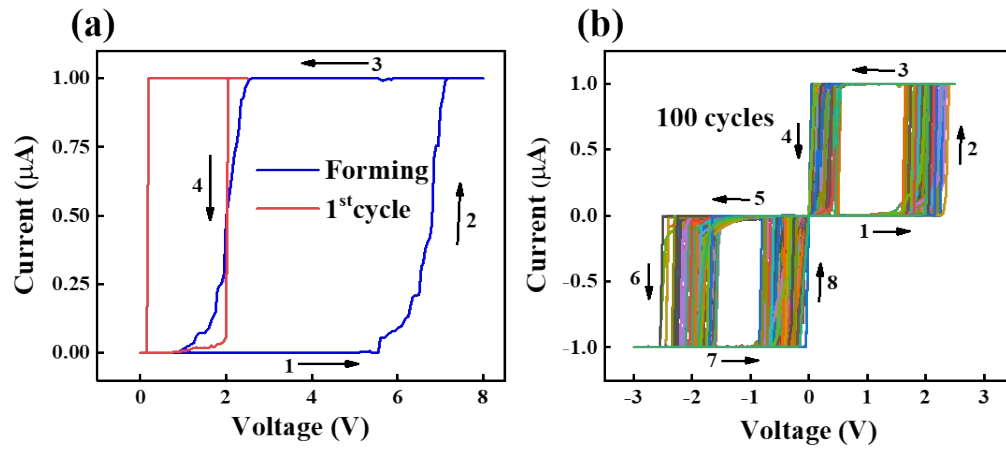 (a)
3
1.00
0.75
0.50
0.25
0.00
Current (μA)
4
Forming
1st cycle
2
1
0 2 4 6 8
Voltage (V)
(b)
3
1.0
0.5
0.0
-0.5
-1.0
Current (μA)
100 cycles
4
2
5
1
6
8
7
-3 -2 -1 0 1 2 3
Voltage (V)